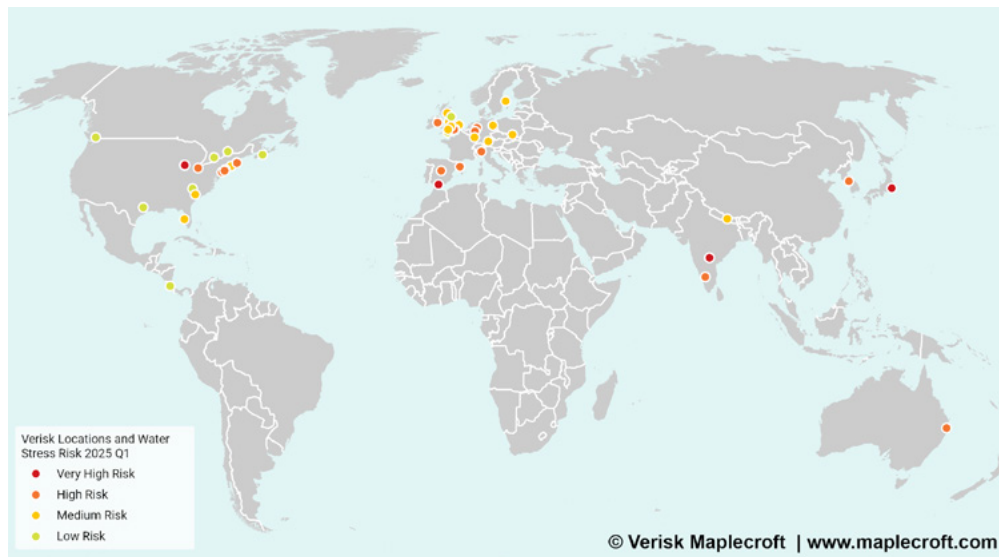 Verisk Locations and Water
Stress Risk 2025 Q1
Very High Risk
High Risk
Medium Risk
Low Risk
© Verisk Maplecroft | www.maplecroft.com